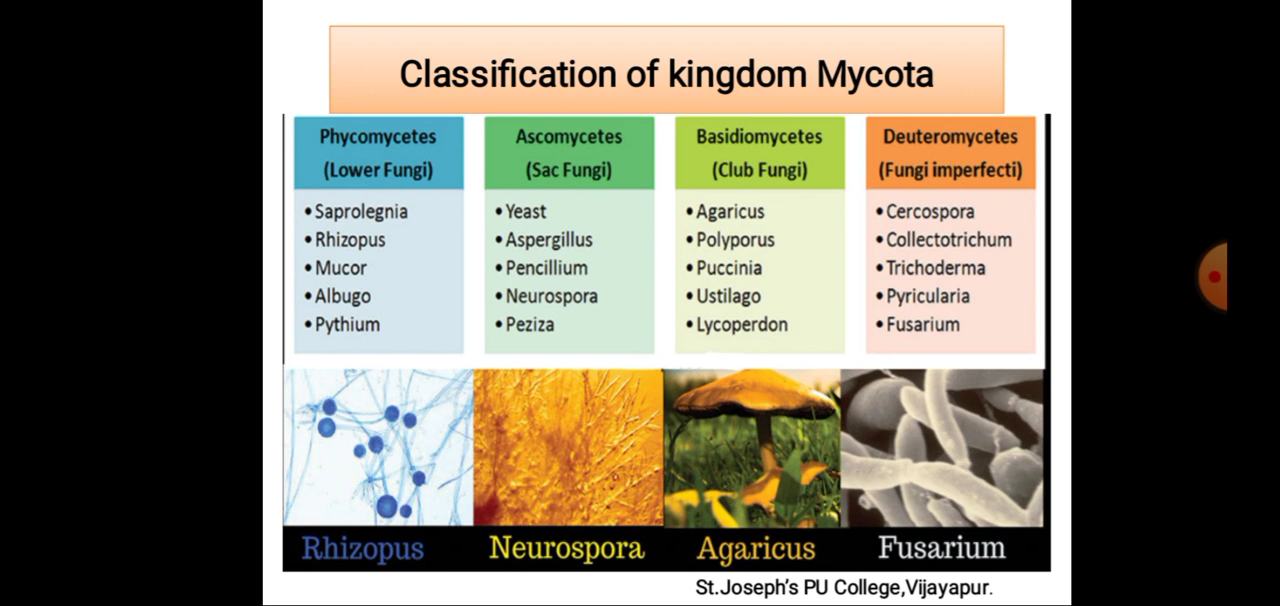 Classification of kingdom Mycota
Phycomycetes
(Lower Fungi)
• Saprolegnia
• Rhizopus
• Mucor
• Albugo
• Pythium
Ascomycetes
(Sac Fungi)
• Yeast
• Aspergillus
• Pencillium
• Neurospora
• Peziza
Basidiomycetes
(Club Fungi)
• Agaricus
• Polyporus
• Puccinia
• Ustilago
• Lycoperdon
Deuteromycetes
(Fungi imperfecti)
• Cercospora
• Collectotrichum
• Trichoderma
• Pyricularia
• Fusarium
Rhizopus
Neurospora
Agaricus
Fusarium
St.Joseph's PU College,Vijayapur.